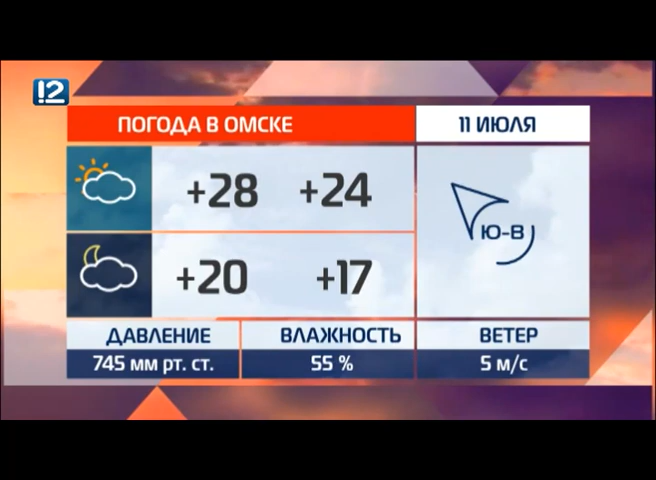 12
ПОГОДА В ОМСКЕ
11 ИЮЛЯ
+28 +24
Ю-В
+20 +17
ДАВЛЕНИЕ
ВЛАЖНОСТЬ
ВЕТЕР
745 мм рт. ст.
55 %
5 м/с